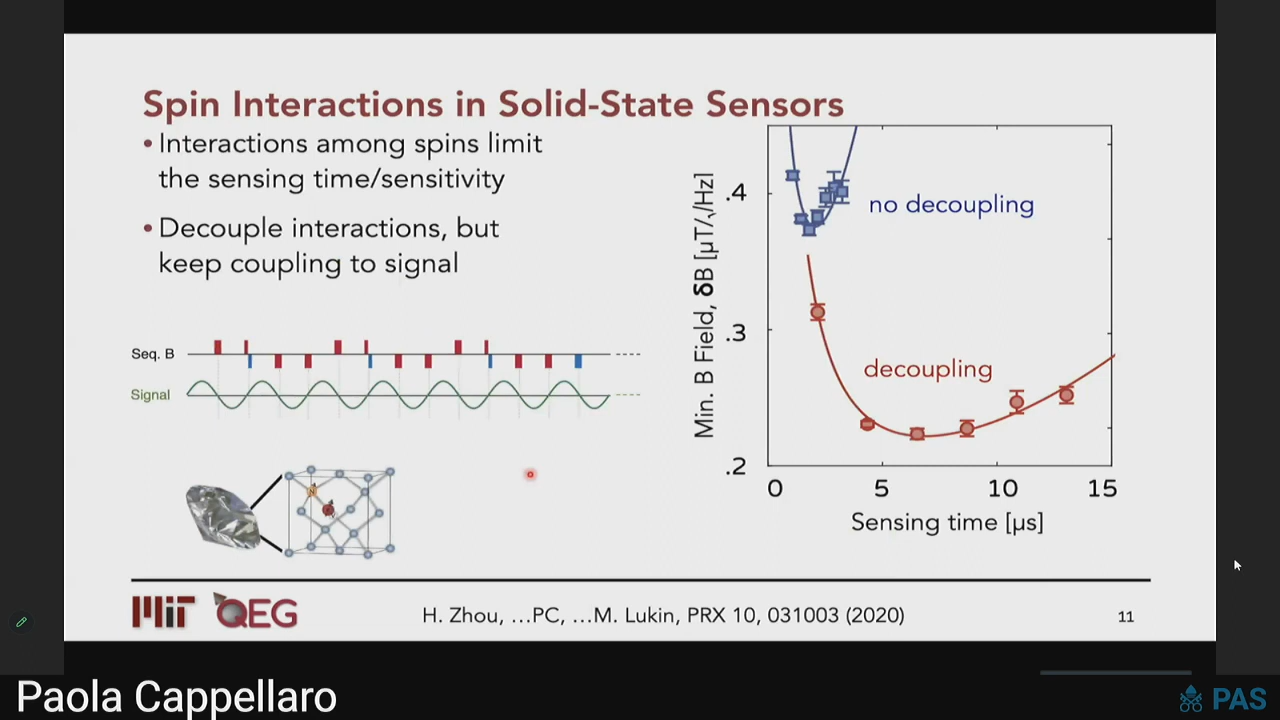 Spin Interactions in Solid-State Sensors
• Interactions among spins limit
the sensing time/sensitivity
• Decouple interactions, but
keep coupling to signal
Seq. B
Signal
N
Min. B Field, δB [µT/√Hz]
.4
.3
.2
no decoupling
decoupling
0 5 10 15
Sensing time [µs]
MIT QEG
H. Zhou, ...PC, ...M. Lukin, PRX 10, 031003 (2020)
11
Paola Cappellaro
PAS